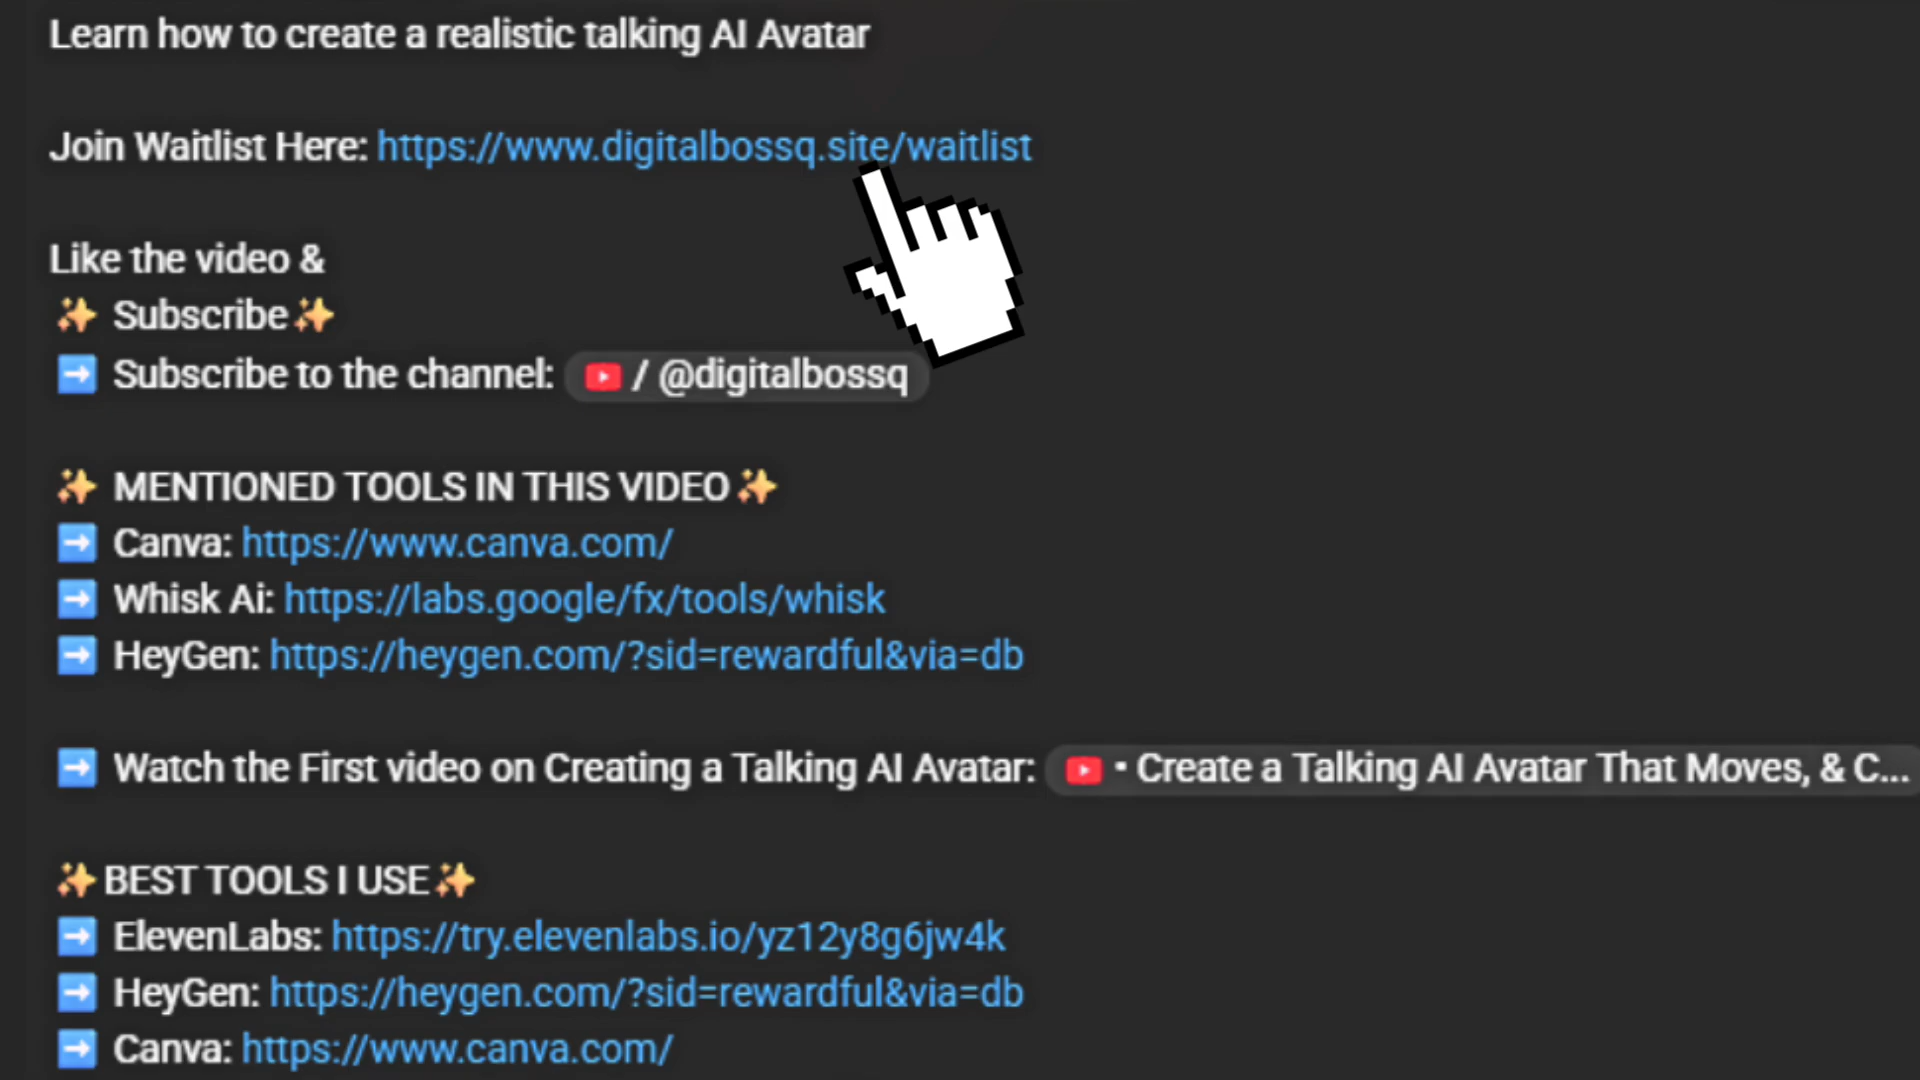 Learn how to create a realistic talking AI Avatar
Join Waitlist Here: https://www.digitalbossq.site/waitlist
Like the video &
✨ Subscribe✨
➡ Subscribe to the channel: / @digitalbossq
✨ MENTIONED TOOLS IN THIS VIDEO✨
➡ Canva: https://www.canva.com/
➡ Whisk Ai: https://labs.google/fx/tools/whisk
➡ HeyGen: https://heygen.com/?sid=rewardful&via=db
➡ Watch the First video on Creating a Talking AI Avatar: • Create a Talking AI Avatar That Moves, & C...
✨BEST TOOLS I USE✨
➡ ElevenLabs: https://try.elevenlabs.io/yz12y8g6jw4k
➡ HeyGen: https://heygen.com/?sid=rewardful&via=db
➡ Canva: https://www.canva.com/